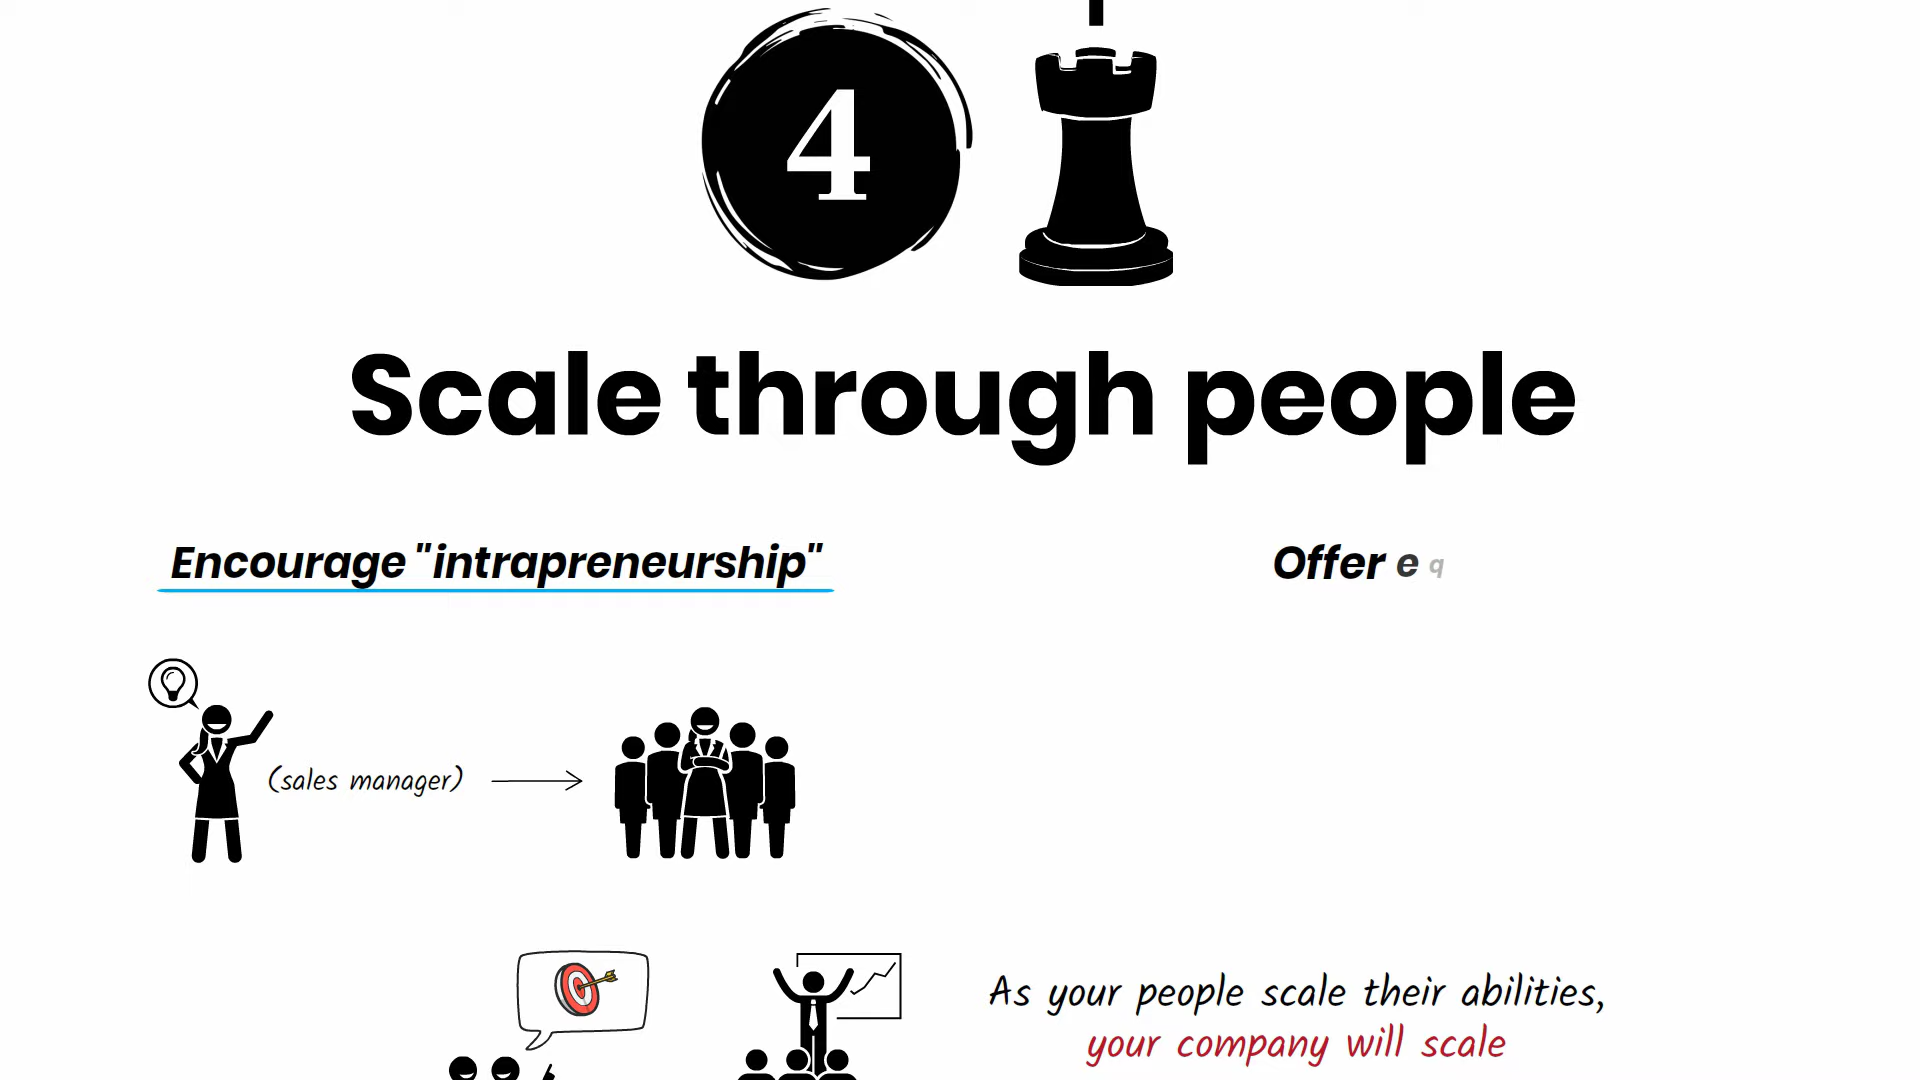 4
Scale through people
Encourage "intrapreneurship"
Offer e q
(sales manager)
As your people scale their abilities,
your company will scale